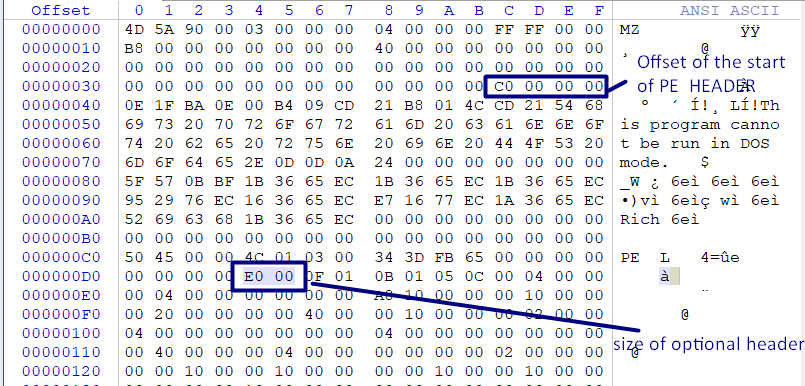 Offset 0 1 2 3 4 5 6 7 8 9 A B C D E F ANSI ASCII
00000000 4D 5A 90 00 03 00 00 00 04 00 00 00 FF FF 00 00 MZ ÿÿ
00000010 B8 00 00 00 00 00 00 00 40 00 00 00 00 00 00 00 ¸ @
00000020 00 00 00 00 00 00 00 00 00 00 00 00 00 00 00 00
00000030 00 00 00 00 00 00 00 00 00 00 00 00 C0 00 00 00 À
Offset of the start
of PE HEADER
00000040 0E 1F BA 0E 00 B4 09 CD 21 B8 01 4C CD 21 54 68 º ´ Í!¸ LÍ!Th
00000050 69 73 20 70 72 6F 67 72 61 6D 20 63 61 6E 6E 6F is program canno
00000060 74 20 62 65 20 72 75 6E 20 69 6E 20 44 4F 53 20 t be run in DOS
00000070 6D 6F 64 65 2E 0D 0D 0A 24 00 00 00 00 00 00 00 mode. $
00000080 5F 57 0B BF 1B 36 65 EC 1B 36 65 EC 1B 36 65 EC _W ¿ 6eì 6eì 6eì
00000090 95 29 76 EC 16 36 65 EC E7 16 77 EC 1A 36 65 EC •)vì 6eìç wì 6eì
000000A0 52 69 63 68 1B 36 65 EC 00 00 00 00 00 00 00 00 Rich 6eì
000000B0 00 00 00 00 00 00 00 00 00 00 00 00 00 00 00 00
000000C0 50 45 00 00 4C 01 03 00 34 3D FB 65 00 00 00 00 PE L 4=ûe
000000D0 00 00 00 00 E0 00 0F 01 0B 01 05 0C 00 04 00 00 à
000000E0 00 04 00 00 00 00 00 00 A8 10 00 00 00 10 00 00 ¨
000000F0 00 20 00 00 00 00 40 00 00 10 00 00 00 02 00 00 @
00000100 04 00 00 00 00 00 00 00 04 00 00 00 00 00 00 00
size of optional header
00000110 00 40 00 00 00 04 00 00 00 00 00 00 02 00 00 00 @
00000120 00 00 10 00 00 10 00 00 00 00 10 00 00 10 00 00